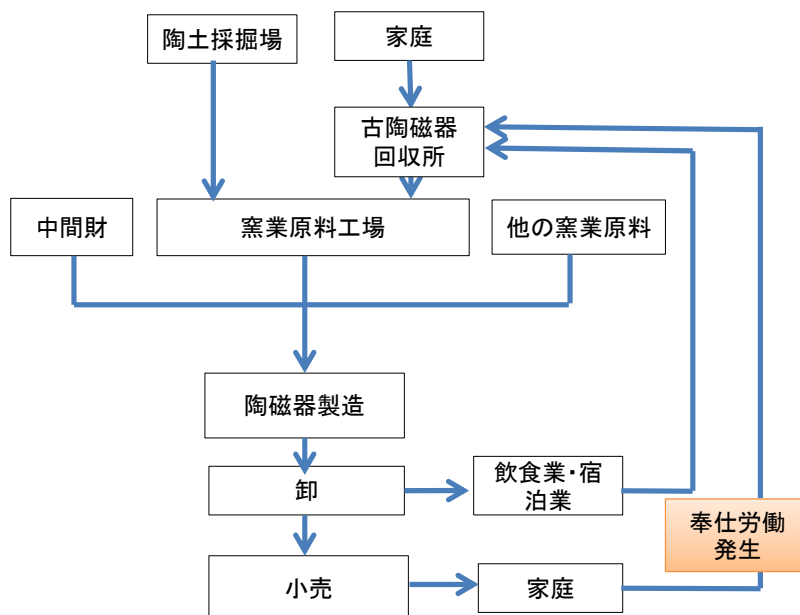 陶土採掘場
家庭
古陶磁器
回収所
中間財
窯業原料工場
他の窯業原料
陶磁器製造
卸
飲食業・宿
泊業
奉仕労働
発生
小売
家庭